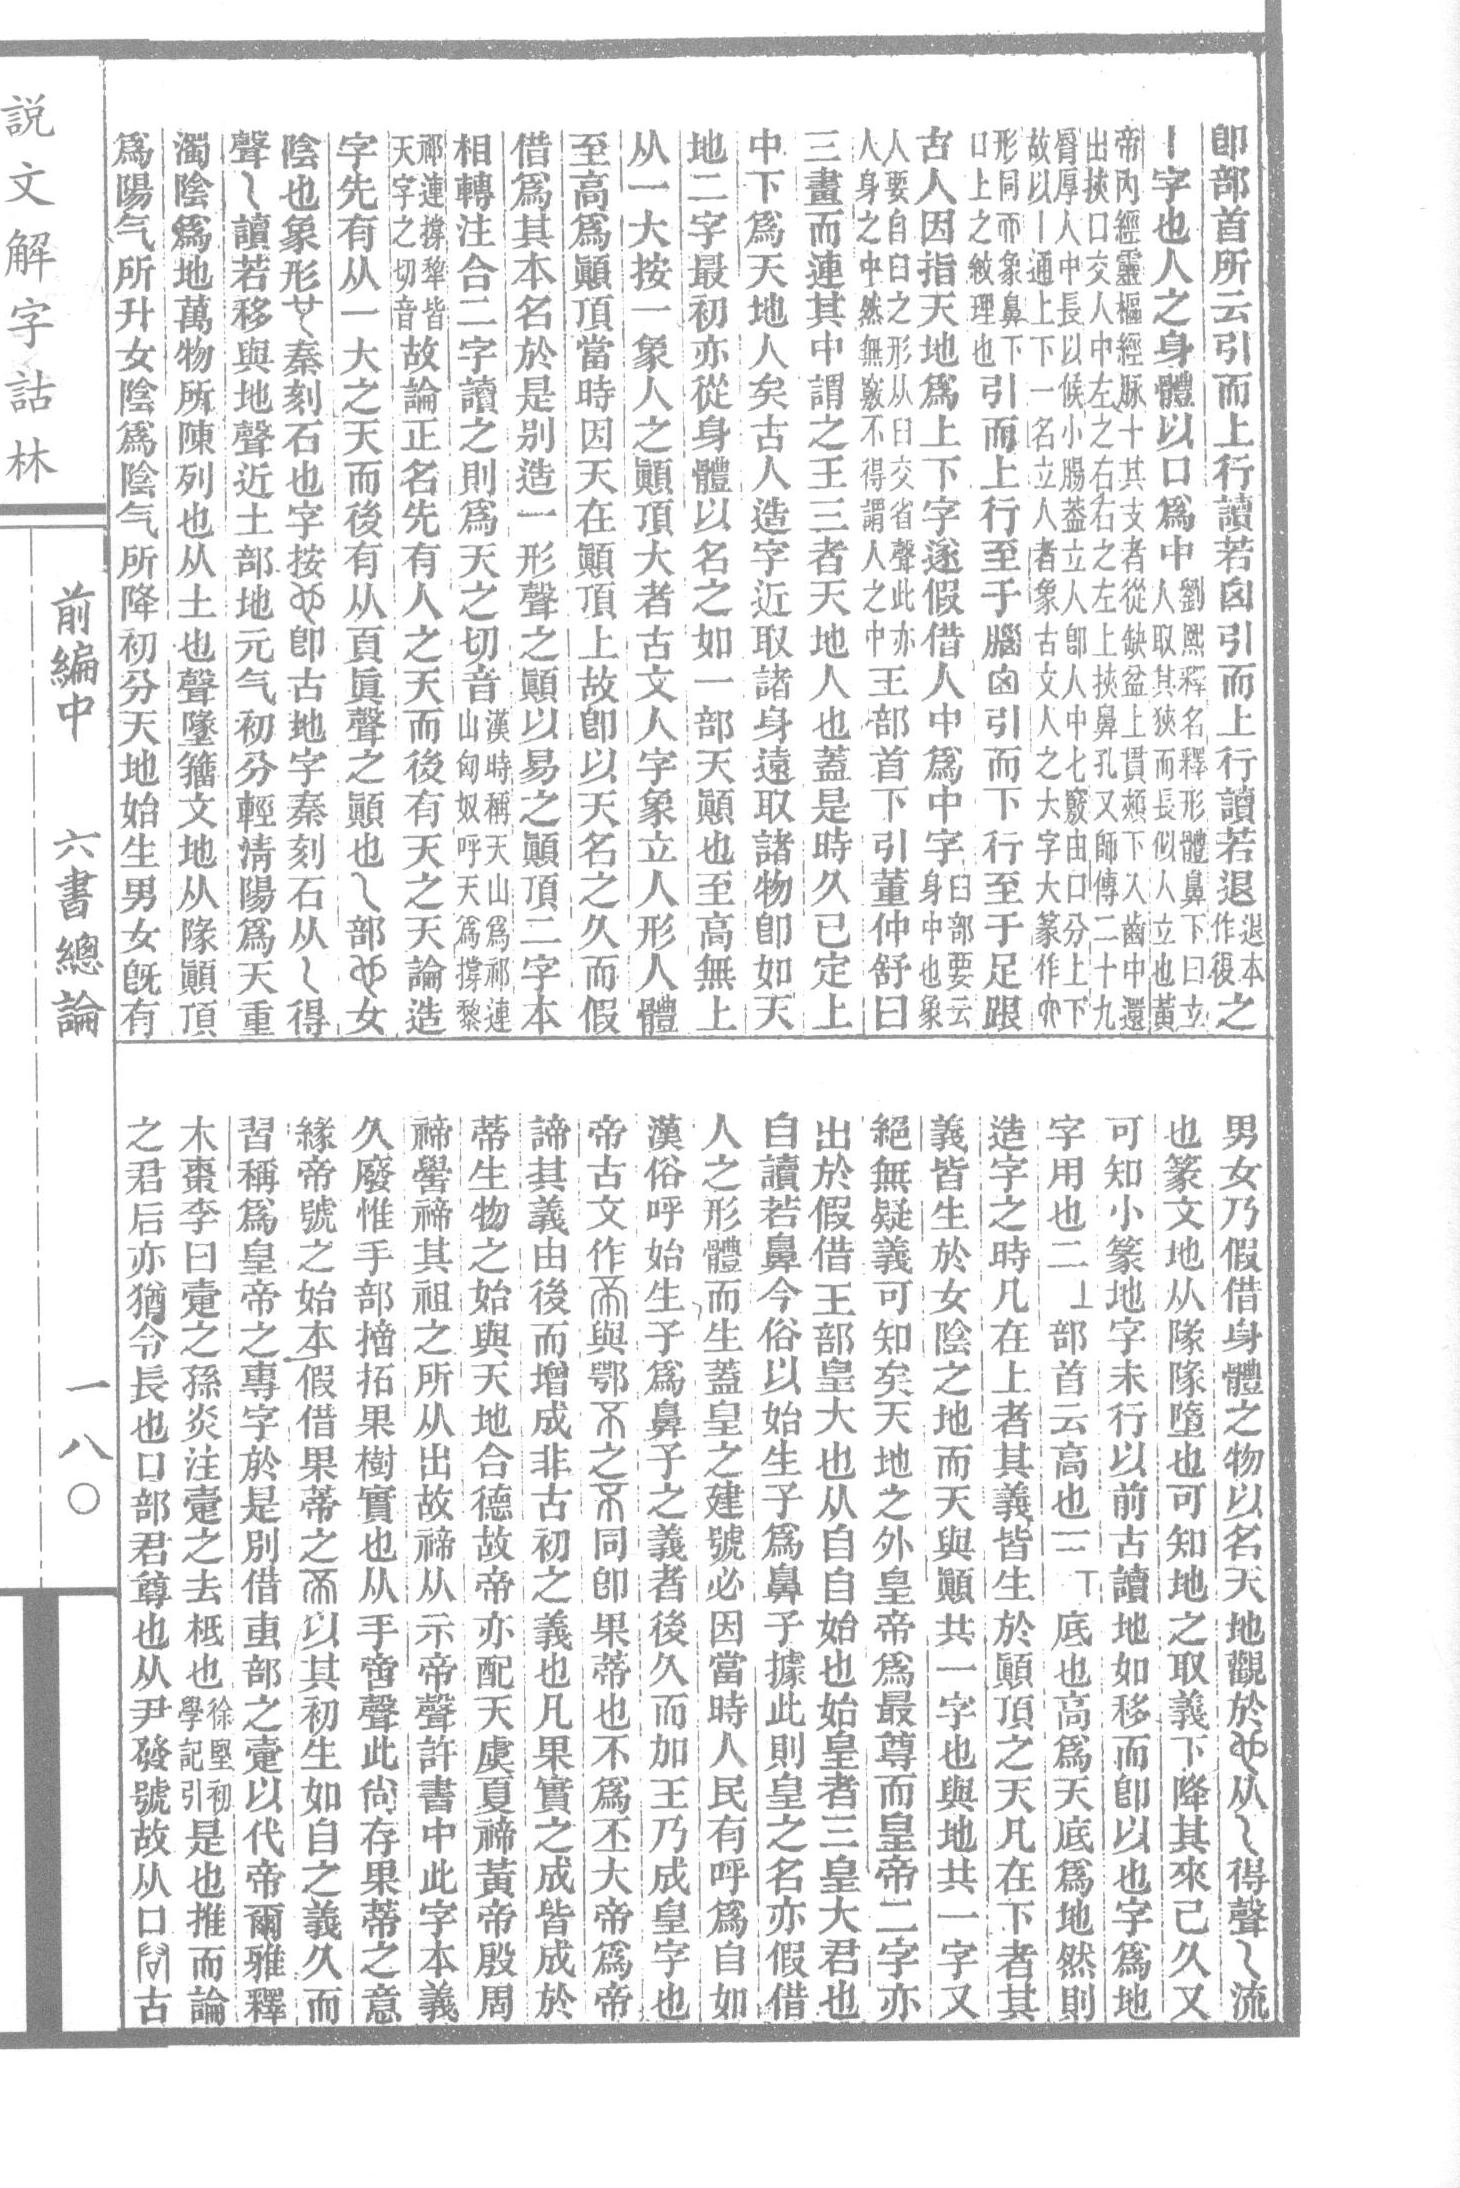 卽部首所云引而上行讀若囟引而上行讀若退退本作𢓴之
丨字也人之身體以口爲中劉熙釋名釋形體鼻下曰立人取其狹而長似人立也黃
帝內經靈樞經脉十其支者從缺盆上貫頰下入齒中還出挾口交人中左之右右之左上挾鼻孔又師傳二十九
脣厚人中長以候小腸蓋立人卽人中七竅由口分上下故以丨通上下一名立人者象古文人之大字大篆作
形同而象鼻下口上之紋理也引而上行至于腦囟引而下行至于足跟
古人因指天地爲上下字遂假借人中爲中字𦥑部要云身中也象
人要自𦥑之形从𦥑交省聲此亦人身之中然無竅不得謂人之中王部首下引董仲舒曰
三畫而連其中謂之王三者天地人也蓋是時久已定上
中下爲天地人矣古人造字近取諸身遠取諸物卽如天
地二字最初亦從身體以名之如一部天顚也至高無上
从一大按一象人之顚頂大者古文人字象立人形人體
至高爲顚頂當時因天在顚頂上故卽以天名之久而假
借爲其本名於是别造一形聲之顚以易之顚頂二字本
相轉注合二字讀之則爲天之切音漢時稱天山爲祁連山匈奴呼天爲撐黎
祁連撐犂皆天字之切音故論正名先有人之天而後有天之天論造
字先有从一大之天而後有从頁眞聲之顚也乁部女
陰也象形秦刻石也字按卽古地字秦刻石从乁得
聲乁讀若移與地聲近土部地元气初分輕淸陽爲天重
濁陰爲地萬物所陳列也从土也聲墬籒文地从隊顚頂
爲陽气所升女陰爲陰气所降初分天地始生男女旣有
男女乃假借身體之物以名天地觀於从乁得聲乁流
也篆文地从隊隊墮也可知地之取義下降其來已久又
可知小篆地字未行以前古讀地如移而卽以也字爲地
字用也二丄部首云高也二丅底也高爲天底爲地然則
造字之時凡在上者其義皆生於顚頂之天凡在下者其
義皆生於女陰之地而天與顚共一字也與地共一字又
絕無疑義可知矣天地之外皇帝爲最尊而皇帝二字亦
出於假借王部皇大也从自自始也始皇者三皇大君也
自讀若鼻今俗以始生子爲鼻子據此則皇之名亦假借
人之形體而生蓋皇之建號必因當時人民有呼爲自如
漢俗呼始生子爲鼻子之義者後久而加王乃成皇字也
帝古文作與鄂不之同卽果蒂也不爲丕大帝爲帝
諦其義由後而增成非古初之義也凡果實之成皆成於
蒂生物之始與天地合德故帝亦配天虞夏禘黃帝殷周
禘嚳禘其祖之所从出故禘从示帝聲許書中此字本義
久廢惟手部摕拓果樹實也从手啻聲此尙存果蒂之意
緣帝號之始本假借果蒂之以其初生如自之義久而
習稱爲皇帝之專字於是別借叀部之疐以代帝爾雅釋
木棗李曰疐之孫炎注疐之去柢也徐堅初學記引是也推而論
之君后亦猶令長也口部君尊也从尹發號故从口古
説文解字詁林
前編中
六書總論
一八〇